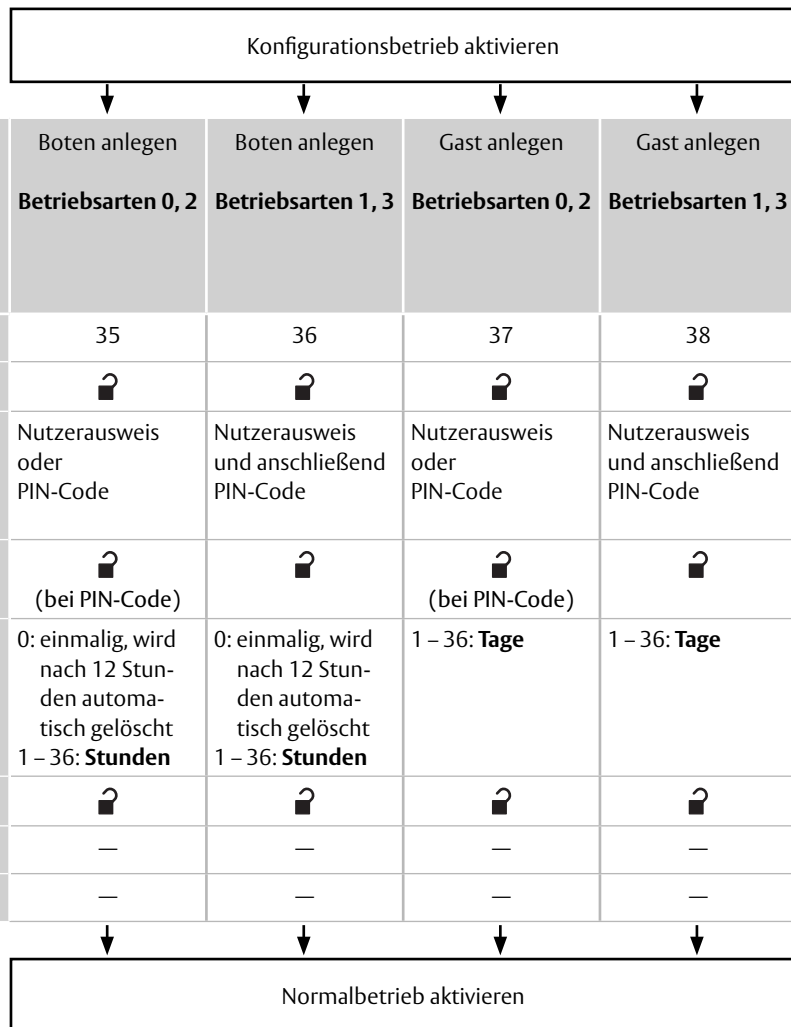 Konfigurationsbetrieb aktivieren
Boten anlegen
Betriebsarten 0, 2
Boten anlegen
Betriebsarten 1, 3
Gast anlegen
Betriebsarten 0, 2
Gast anlegen
Betriebsarten 1, 3
35
36
37
38
Nutzerausweis
oder
PIN-Code
Nutzerausweis
und anschließend
PIN-Code
Nutzerausweis
oder
PIN-Code
Nutzerausweis
und anschließend
PIN-Code
(bei PIN-Code)
(bei PIN-Code)
0: einmalig, wird
nach 12 Stun-
den automa-
tisch gelöscht
1 – 36: Stunden
0: einmalig, wird
nach 12 Stun-
den automa-
tisch gelöscht
1 – 36: Stunden
1 – 36: Tage
1 – 36: Tage
— — — —
— — — —
Normalbetrieb aktivieren